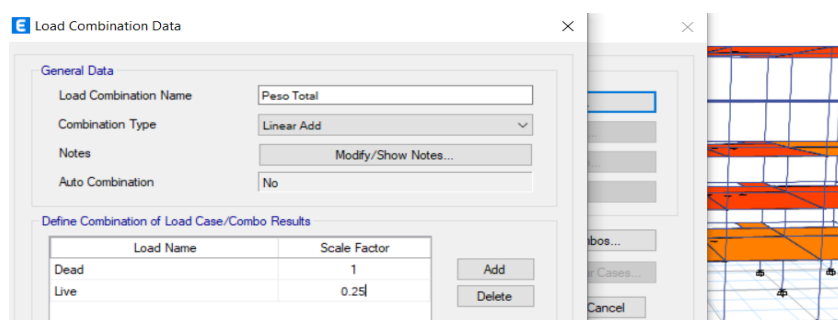 E Load Combination Data
General Data
Load Combination Name Peso Total
Combination Type Linear Add
Notes Modify/Show Notes...
Auto Combination No
Define Combination of Load Case/Combo Results
Load Name Scale Factor
Dead 1 Add
Live 0.25 Delete
Cases...
Cancel